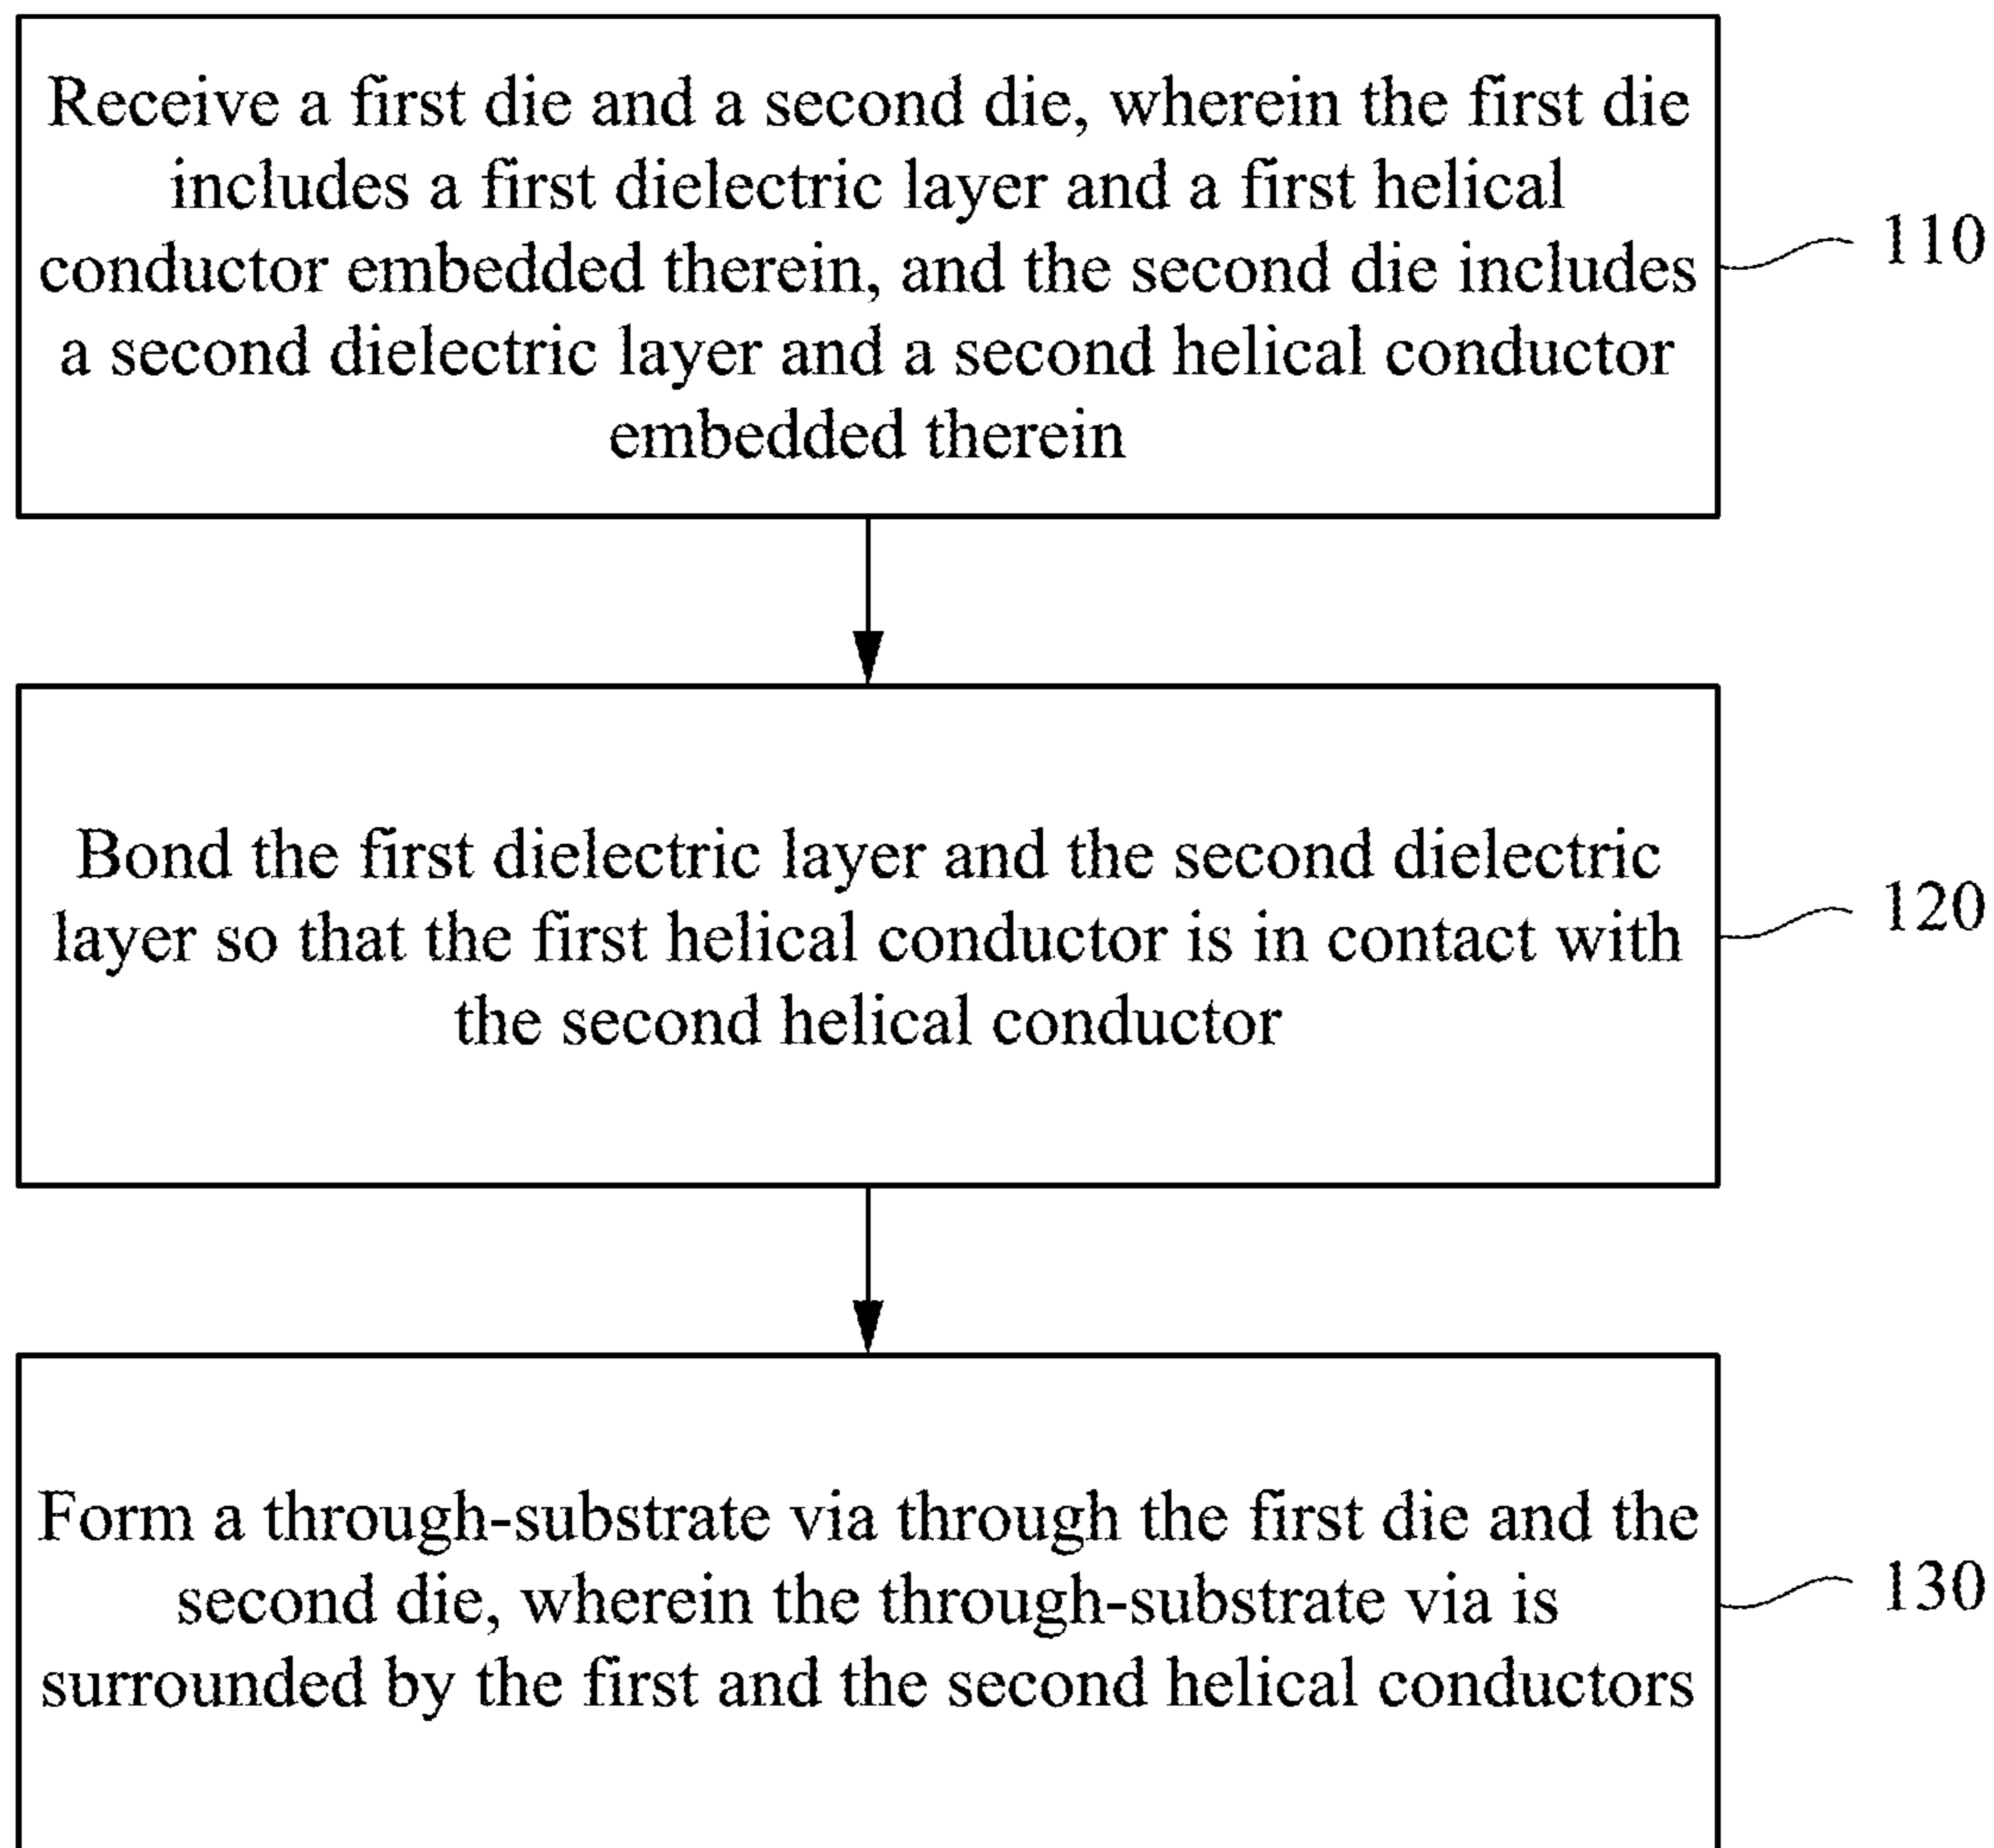 Receive a first die and a second die, wherein the first die
includes a first dielectric layer and a first helical
conductor embedded therein, and the second die includes
a second dielectric layer and a second helical conductor
embedded therein
110
Bond the first dielectric layer and the second dielectric
layer so that the first helical conductor is in contact with
the second helical conductor
120
Form a through-substrate via through the first die and the
second die, wherein the through-substrate via is
surrounded by the first and the second helical conductors
130